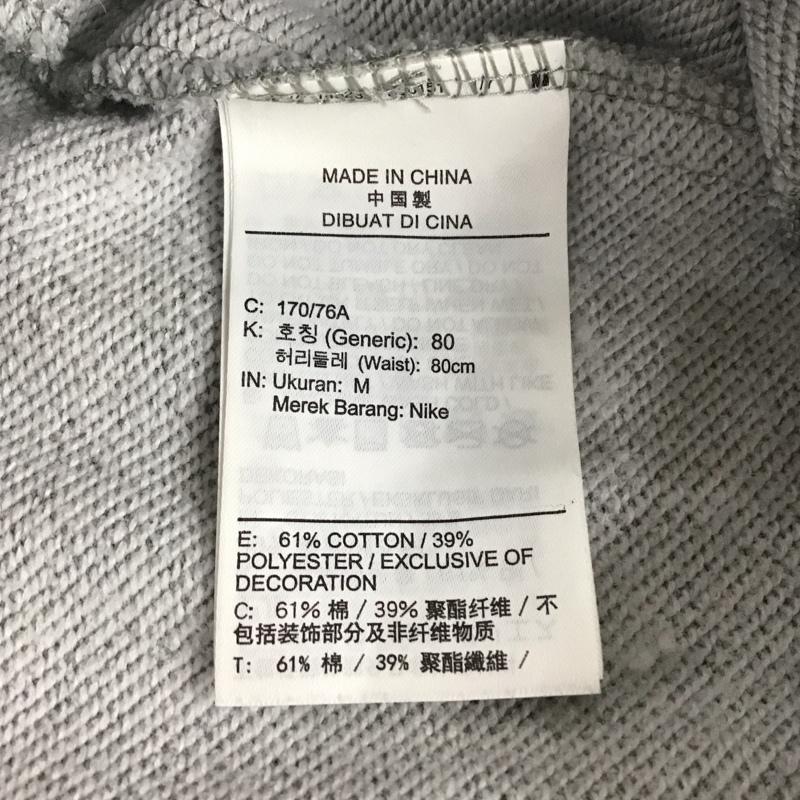 MADE IN CHINA
中国製
DIBUAT DI CINA
C: 170/76A
K: 호칭 (Generic): 80
허리둘레 (Waist): 80cm
IN: Ukuran: M
Merek Barang: Nike
E: 61% COTTON / 39%
POLYESTER / EXCLUSIVE OF
DECORATION
C: 61% 棉 / 39% 聚酯纤维 / 不
包括装饰部分及非纤维物质
T: 61% 棉 / 39% 聚酯纖維 /